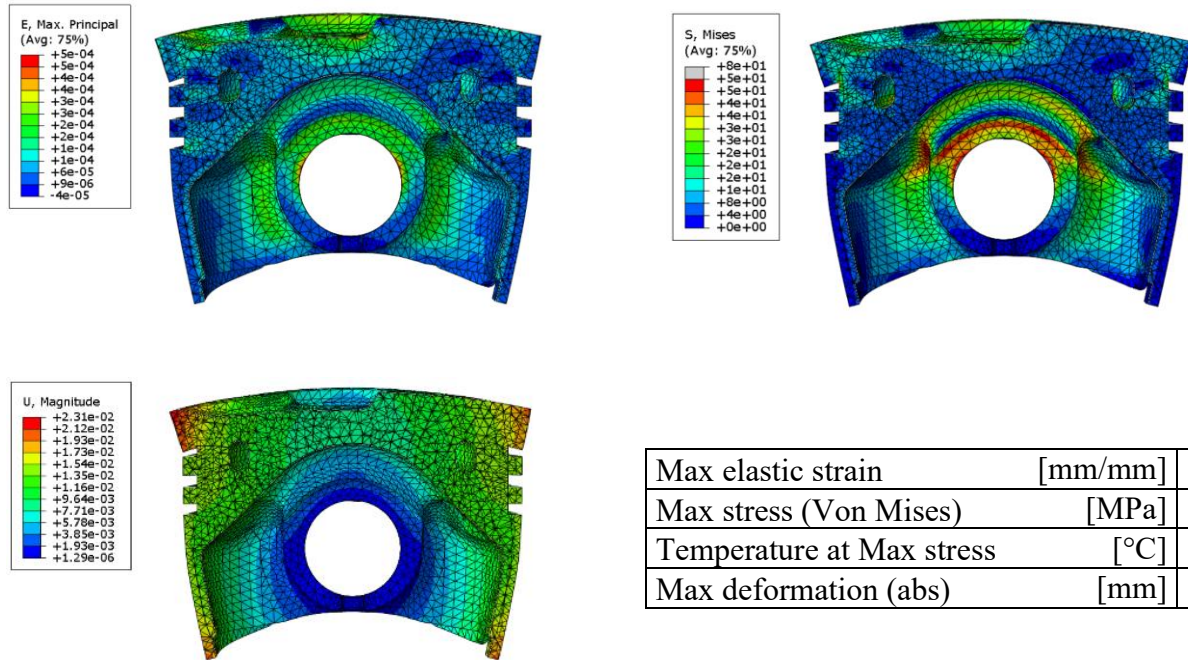 E, Max. Principal
(Avg: 75%)
+5e-04
+5e-04
+4e-04
+4e-04
+3e-04
+3e-04
+2e-04
+2e-04
+1e-04
+1e-04
+6e-05
+9e-06
-4e-05
S, Mises
(Avg: 75%)
+8e+01
+5e+01
+5e+01
+4e+01
+4e+01
+3e+01
+3e+01
+2e+01
+2e+01
+2e+01
+1e+01
+8e+00
+4e+00
+0e+00
U, Magnitude
+2.31e-02
+2.12e-02
+1.93e-02
+1.73e-02
+1.54e-02
+1.35e-02
+1.16e-02
+9.64e-03
+7.71e-03
+5.78e-03
+3.85e-03
+1.93e-03
+1.29e-06
Max elastic strain [mm/mm]
Max stress (Von Mises) [MPa]
Temperature at Max stress [°C]
Max deformation (abs) [mm]